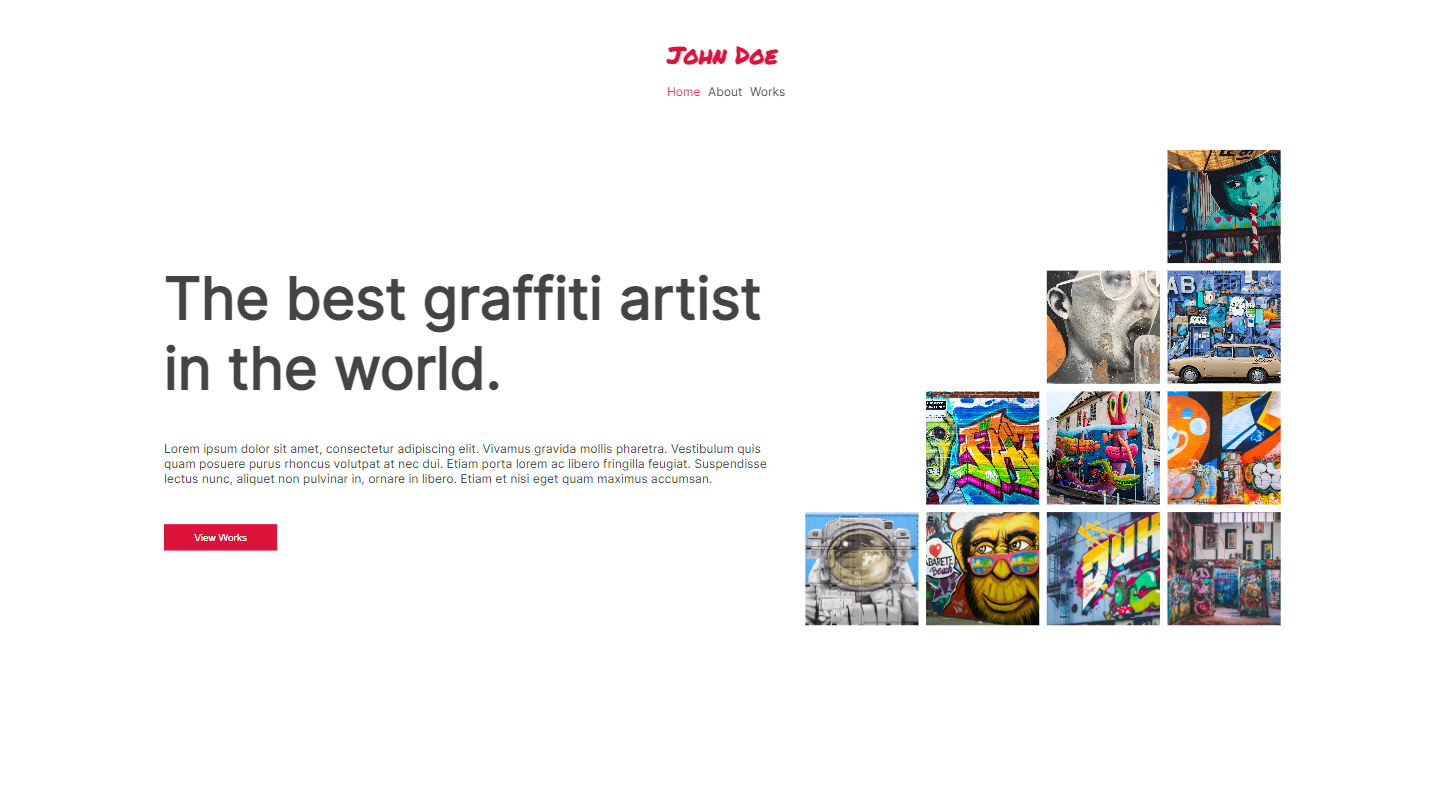 John Doe
Home About Works
The best graffiti artist
in the world.
Lorem ipsum dolor sit amet, consectetur adipiscing elit. Vivamus gravida mollis pharetra. Vestibulum quis
quam posuere purus rhoncus volutpat at nec dui. Etiam porta lorem ac libero fringilla feugiat. Suspendisse
lectus nunc, aliquet non pulvinar in, ornare in libero. Etiam et nisi eget quam maximus accumsan.
View Works
AB
Beach